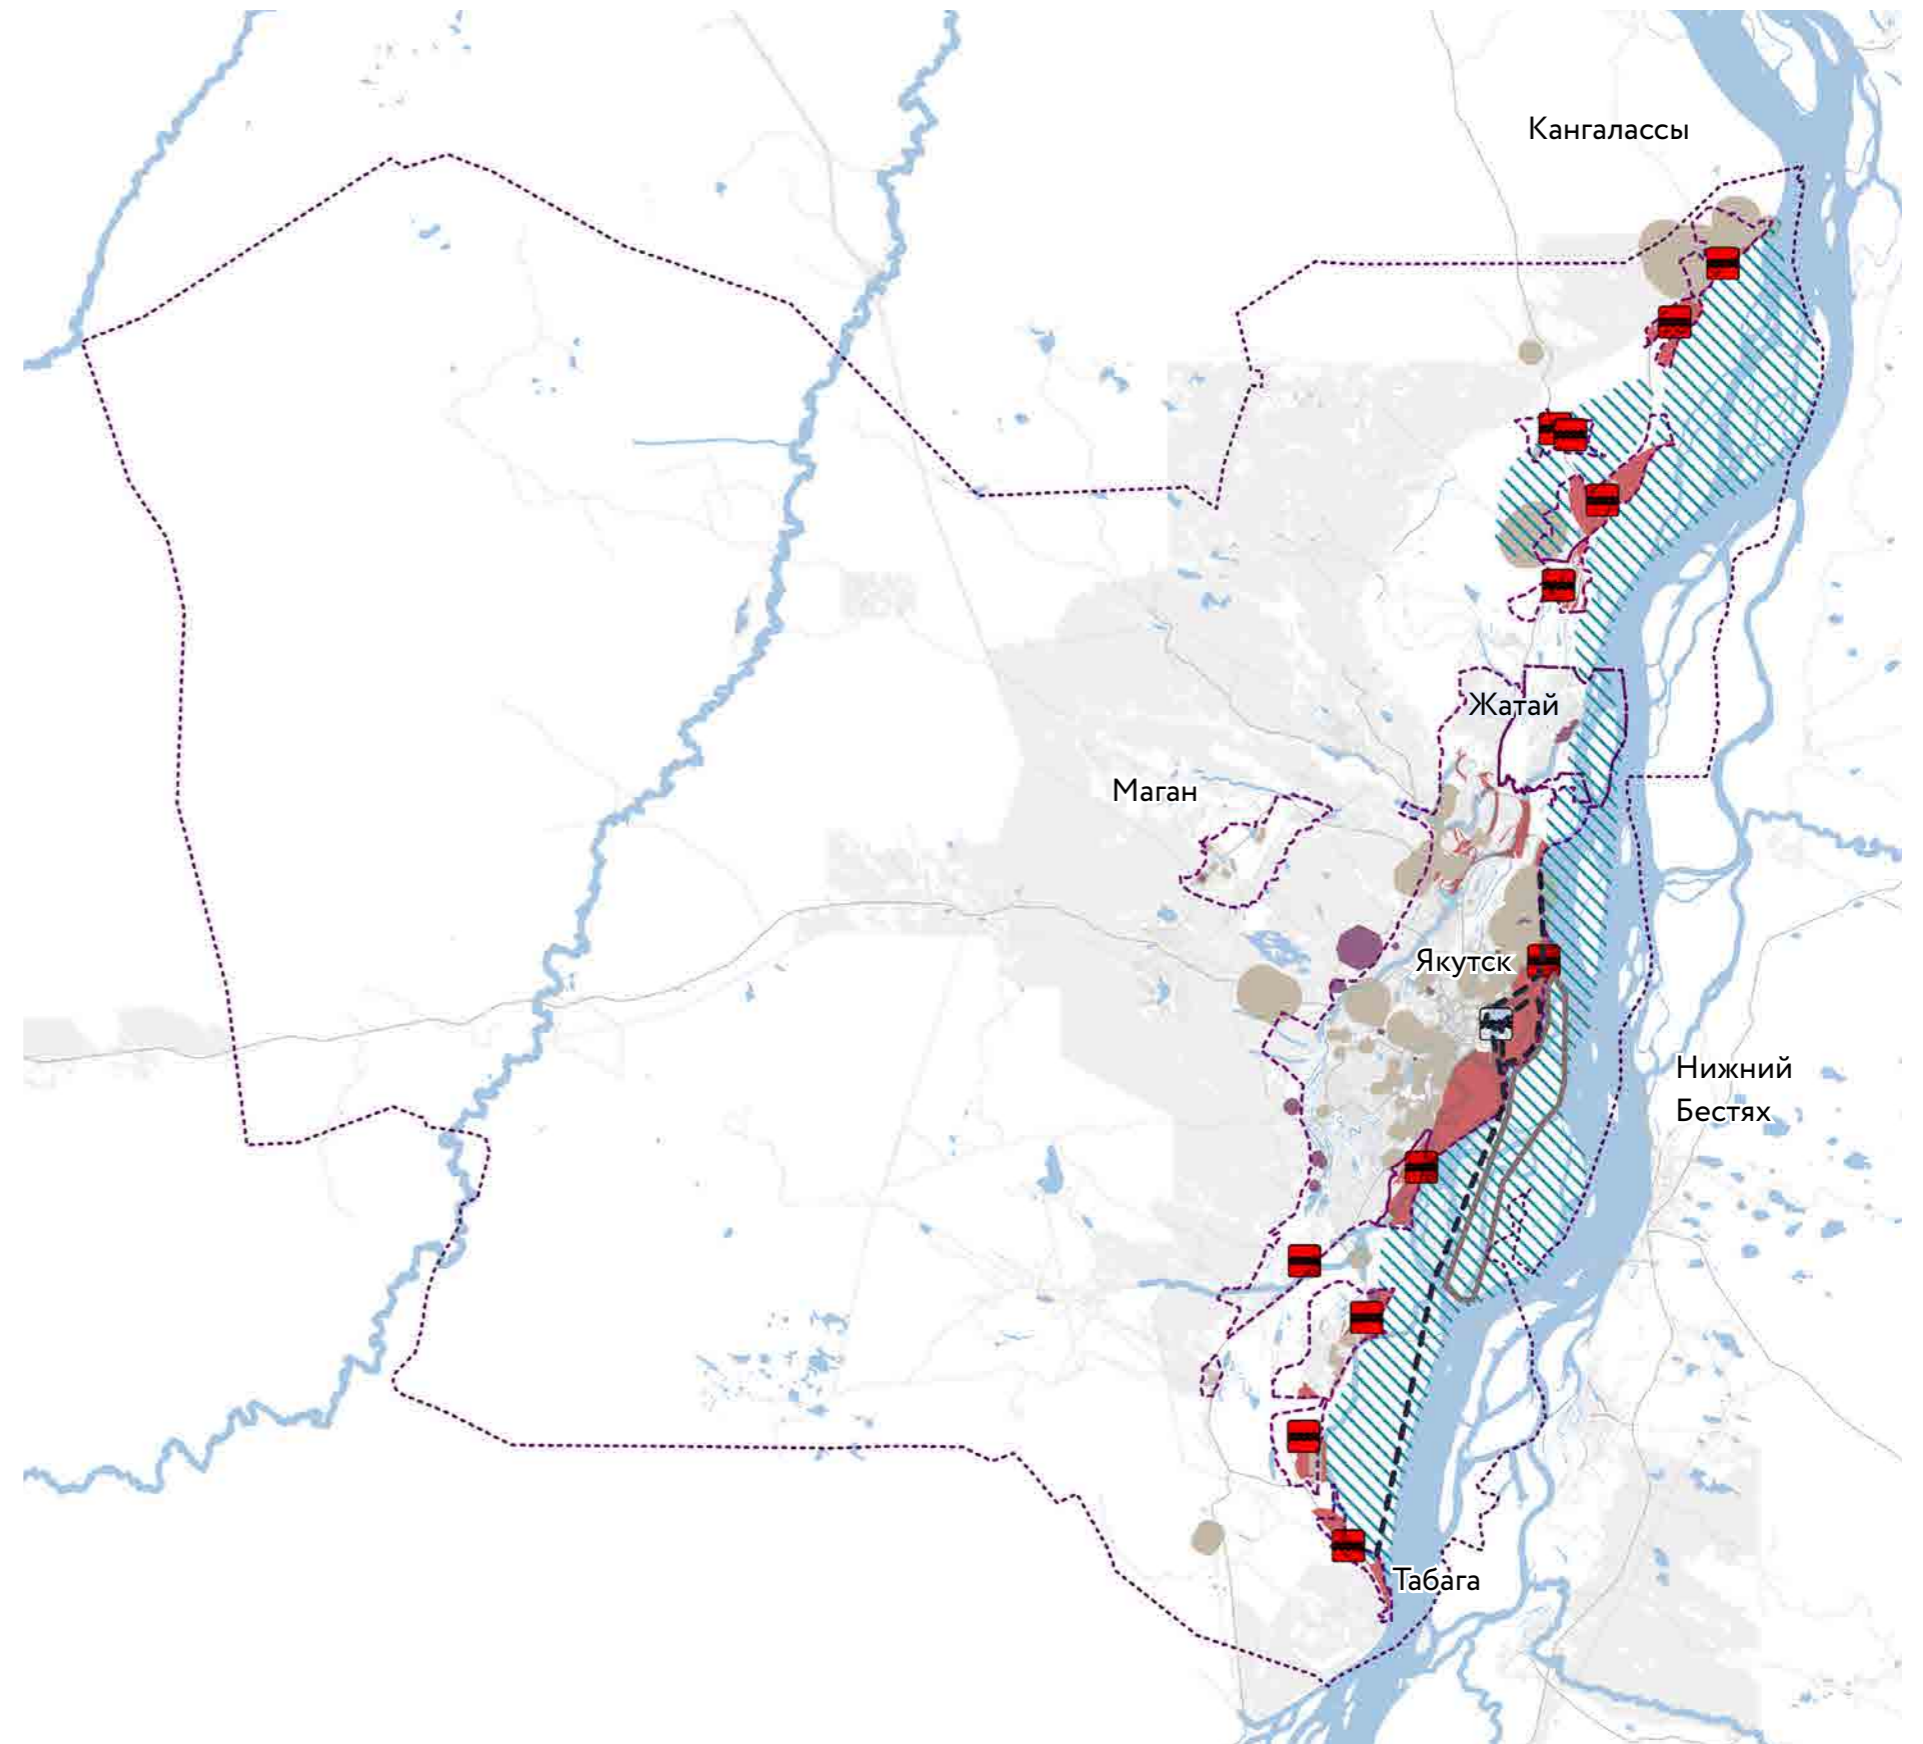 Кангалассы
Жатай
Маган
Якутск
Нижний
Бестях
Табага